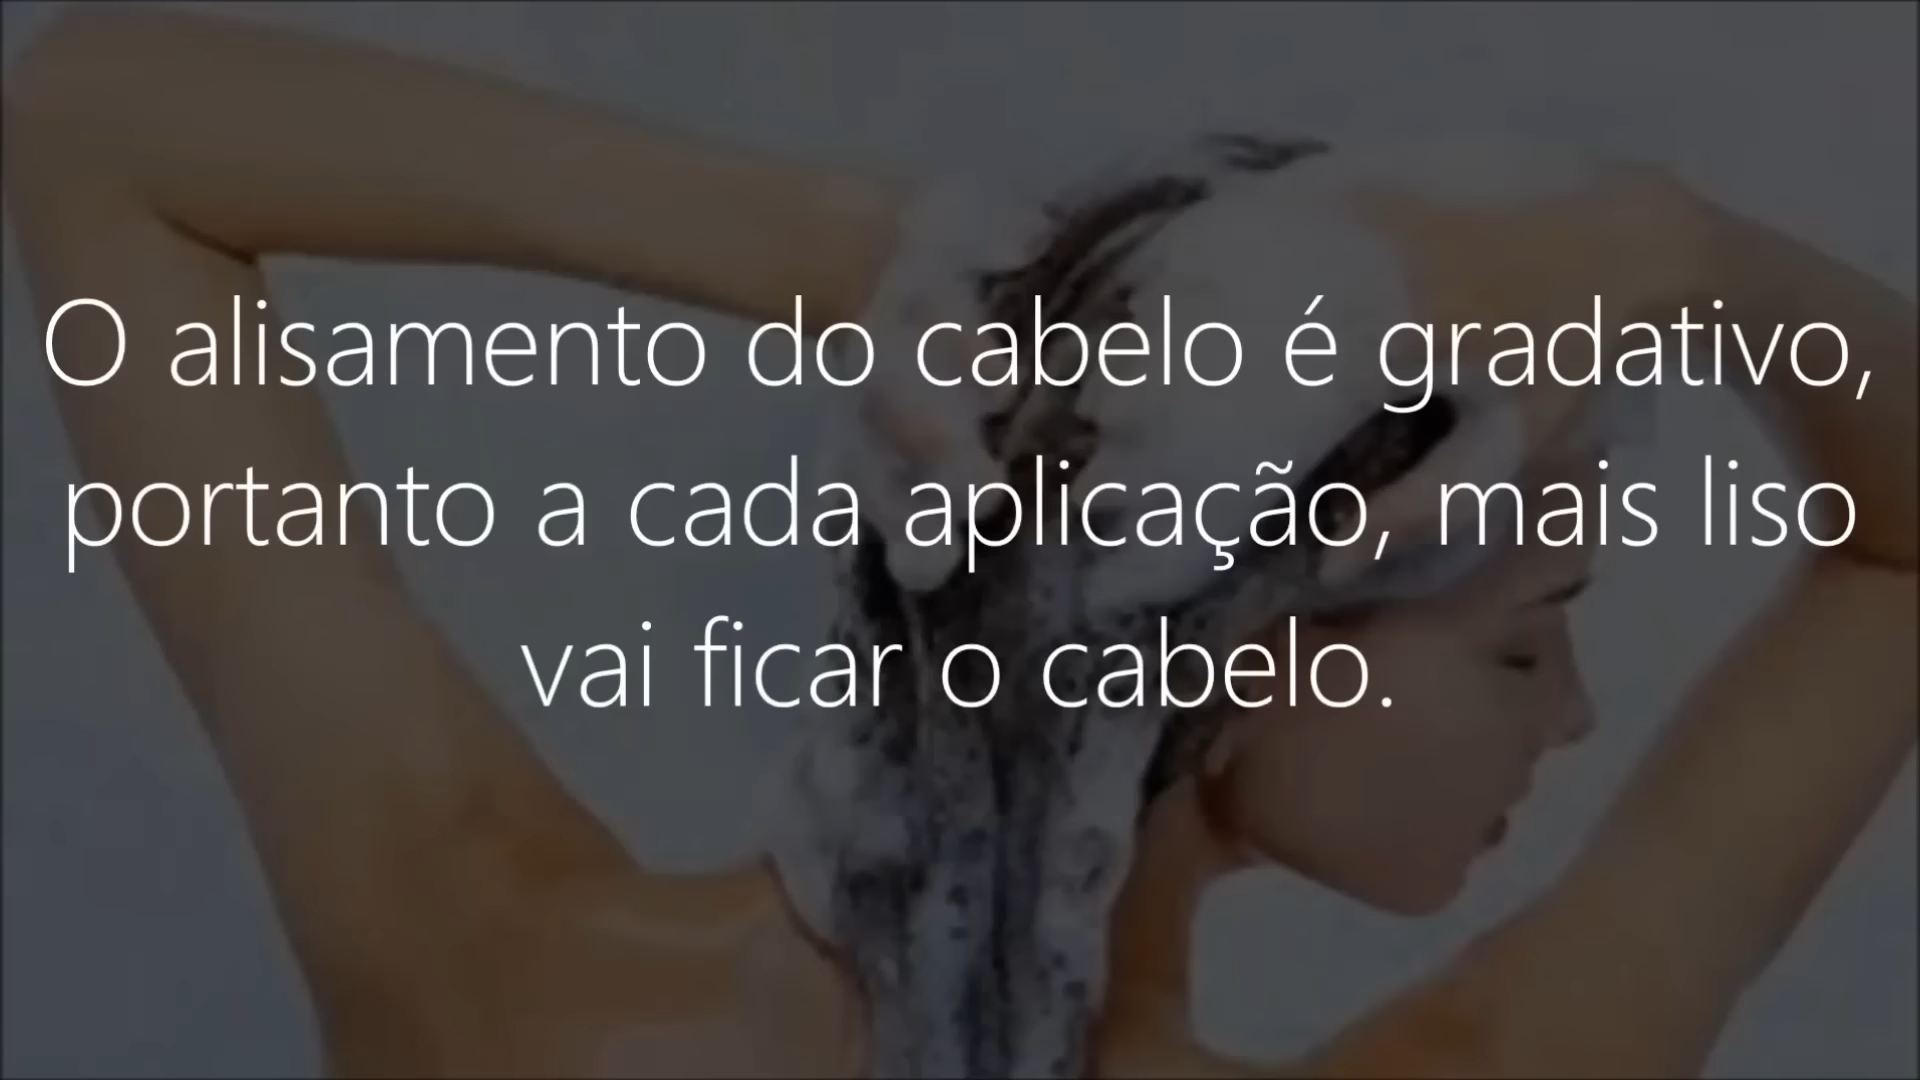 O alisamento do cabelo é gradativo,
portanto a cada aplicação, mais liso
vai ficar o cabelo.